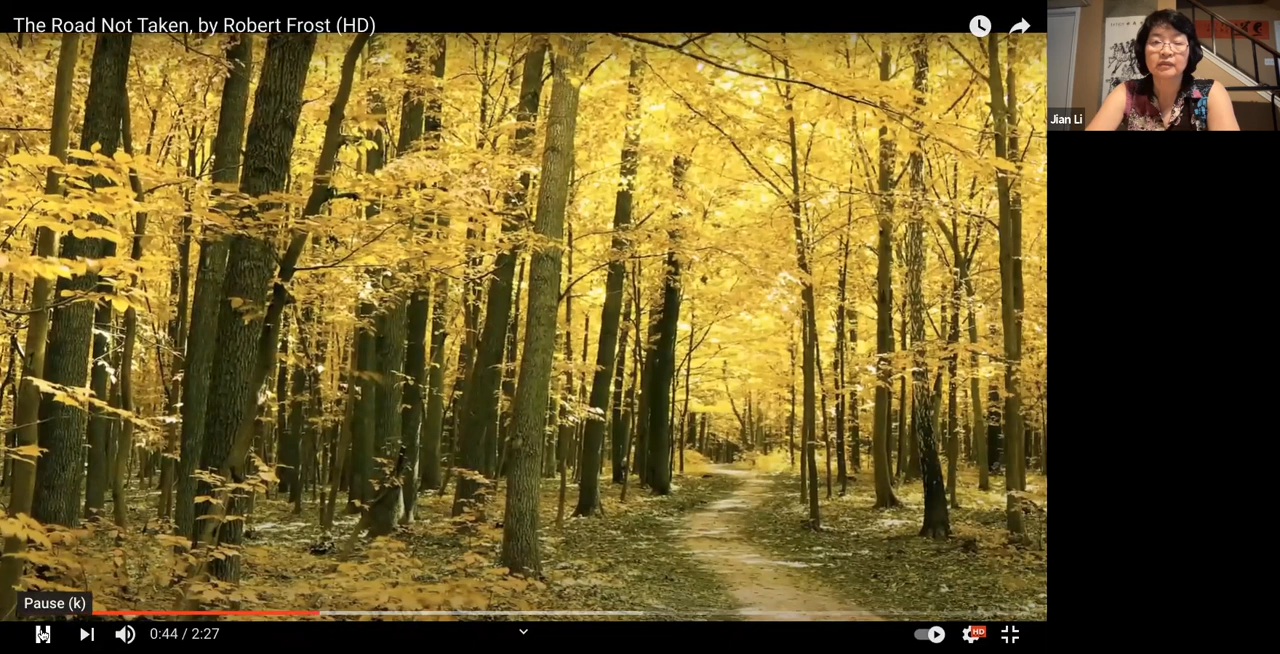 The Road Not Taken, by Robert Frost (HD)
Jian Li
Pause (k)
0:44 / 2:27
HD